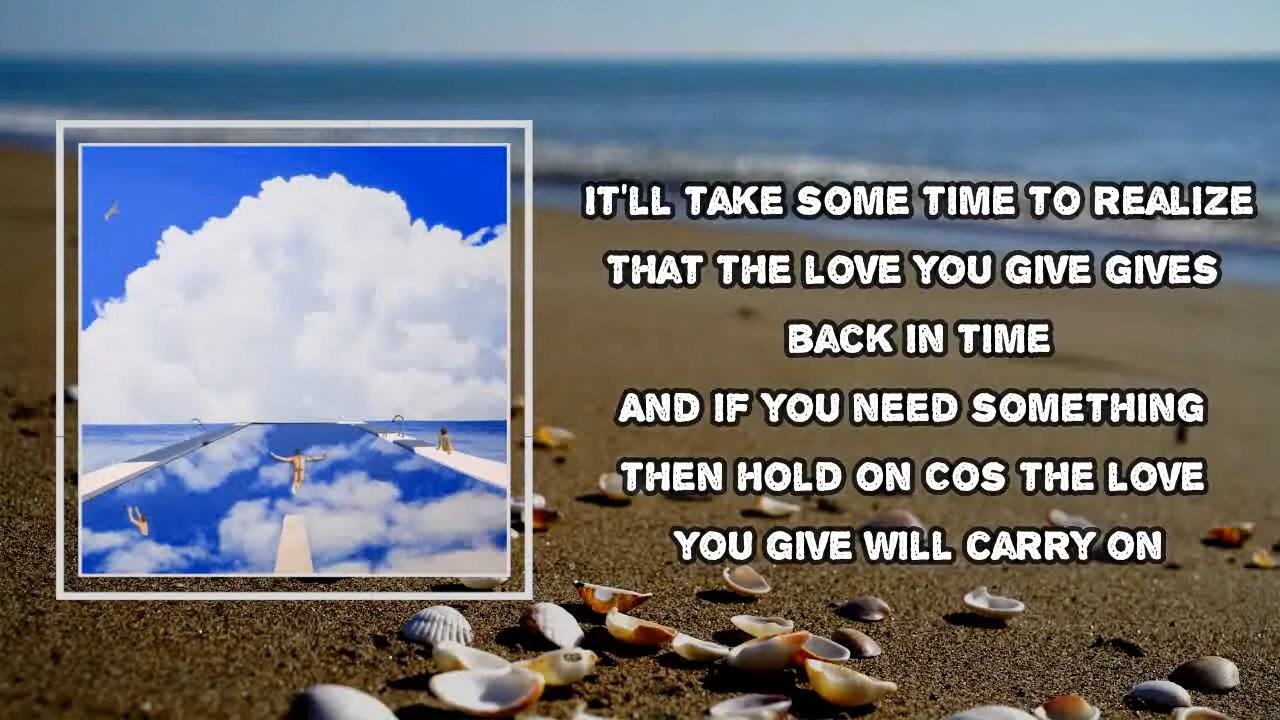 IT'LL TAKE SOME TIME TO REALIZE
THAT THE LOVE YOU GIVE GIVES
BACK IN TIME
AND IF YOU NEED SOMETHING
THEN HOLD ON COS THE LOVE
YOU GIVE WILL CARRY ON